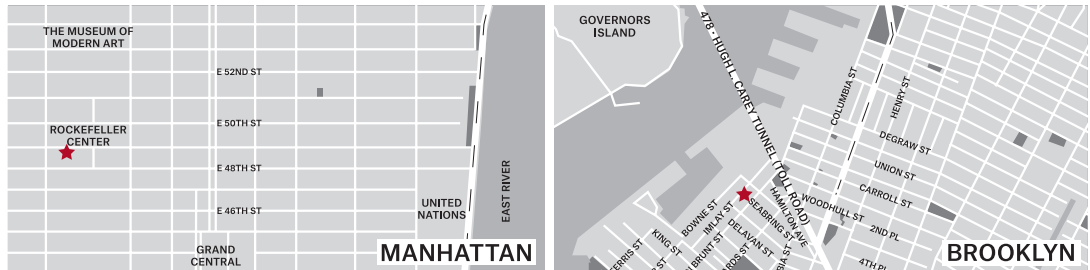 THE MUSEUM OF
MODERN ART
E 52ND ST
E 50TH ST
ROCKEFELLER
CENTER
E 48TH ST
E 46TH ST
UNITED
NATIONS
EAST RIVER
GRAND
CENTRAL
MANHATTAN
GOVERNORS
ISLAND
478 - HUGH L. CAREY TUNNEL (TOLL ROAD)
COLUMBIA ST
HENRY ST
DEGRAW ST
UNION ST
CARROLL ST
WOODHULL ST
2ND PL
4TH PL
HAMILTON AVE
SEABRING ST
BOWNE ST
IMLAY ST
DELAVAN ST
KING ST
BRUNT ST
ERRIS ST
BROOKLYN